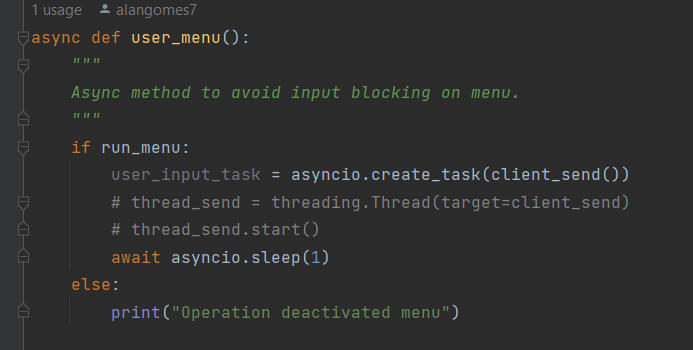 1 usage alangomes7
async def user_menu():
    """
    Async method to avoid input blocking on menu.
    """
    if run_menu:
        user_input_task = asyncio.create_task(client_send())
        # thread_send = threading.Thread(target=client_send)
        # thread_send.start()
        await asyncio.sleep(1)
    else:
        print("Operation deactivated menu")